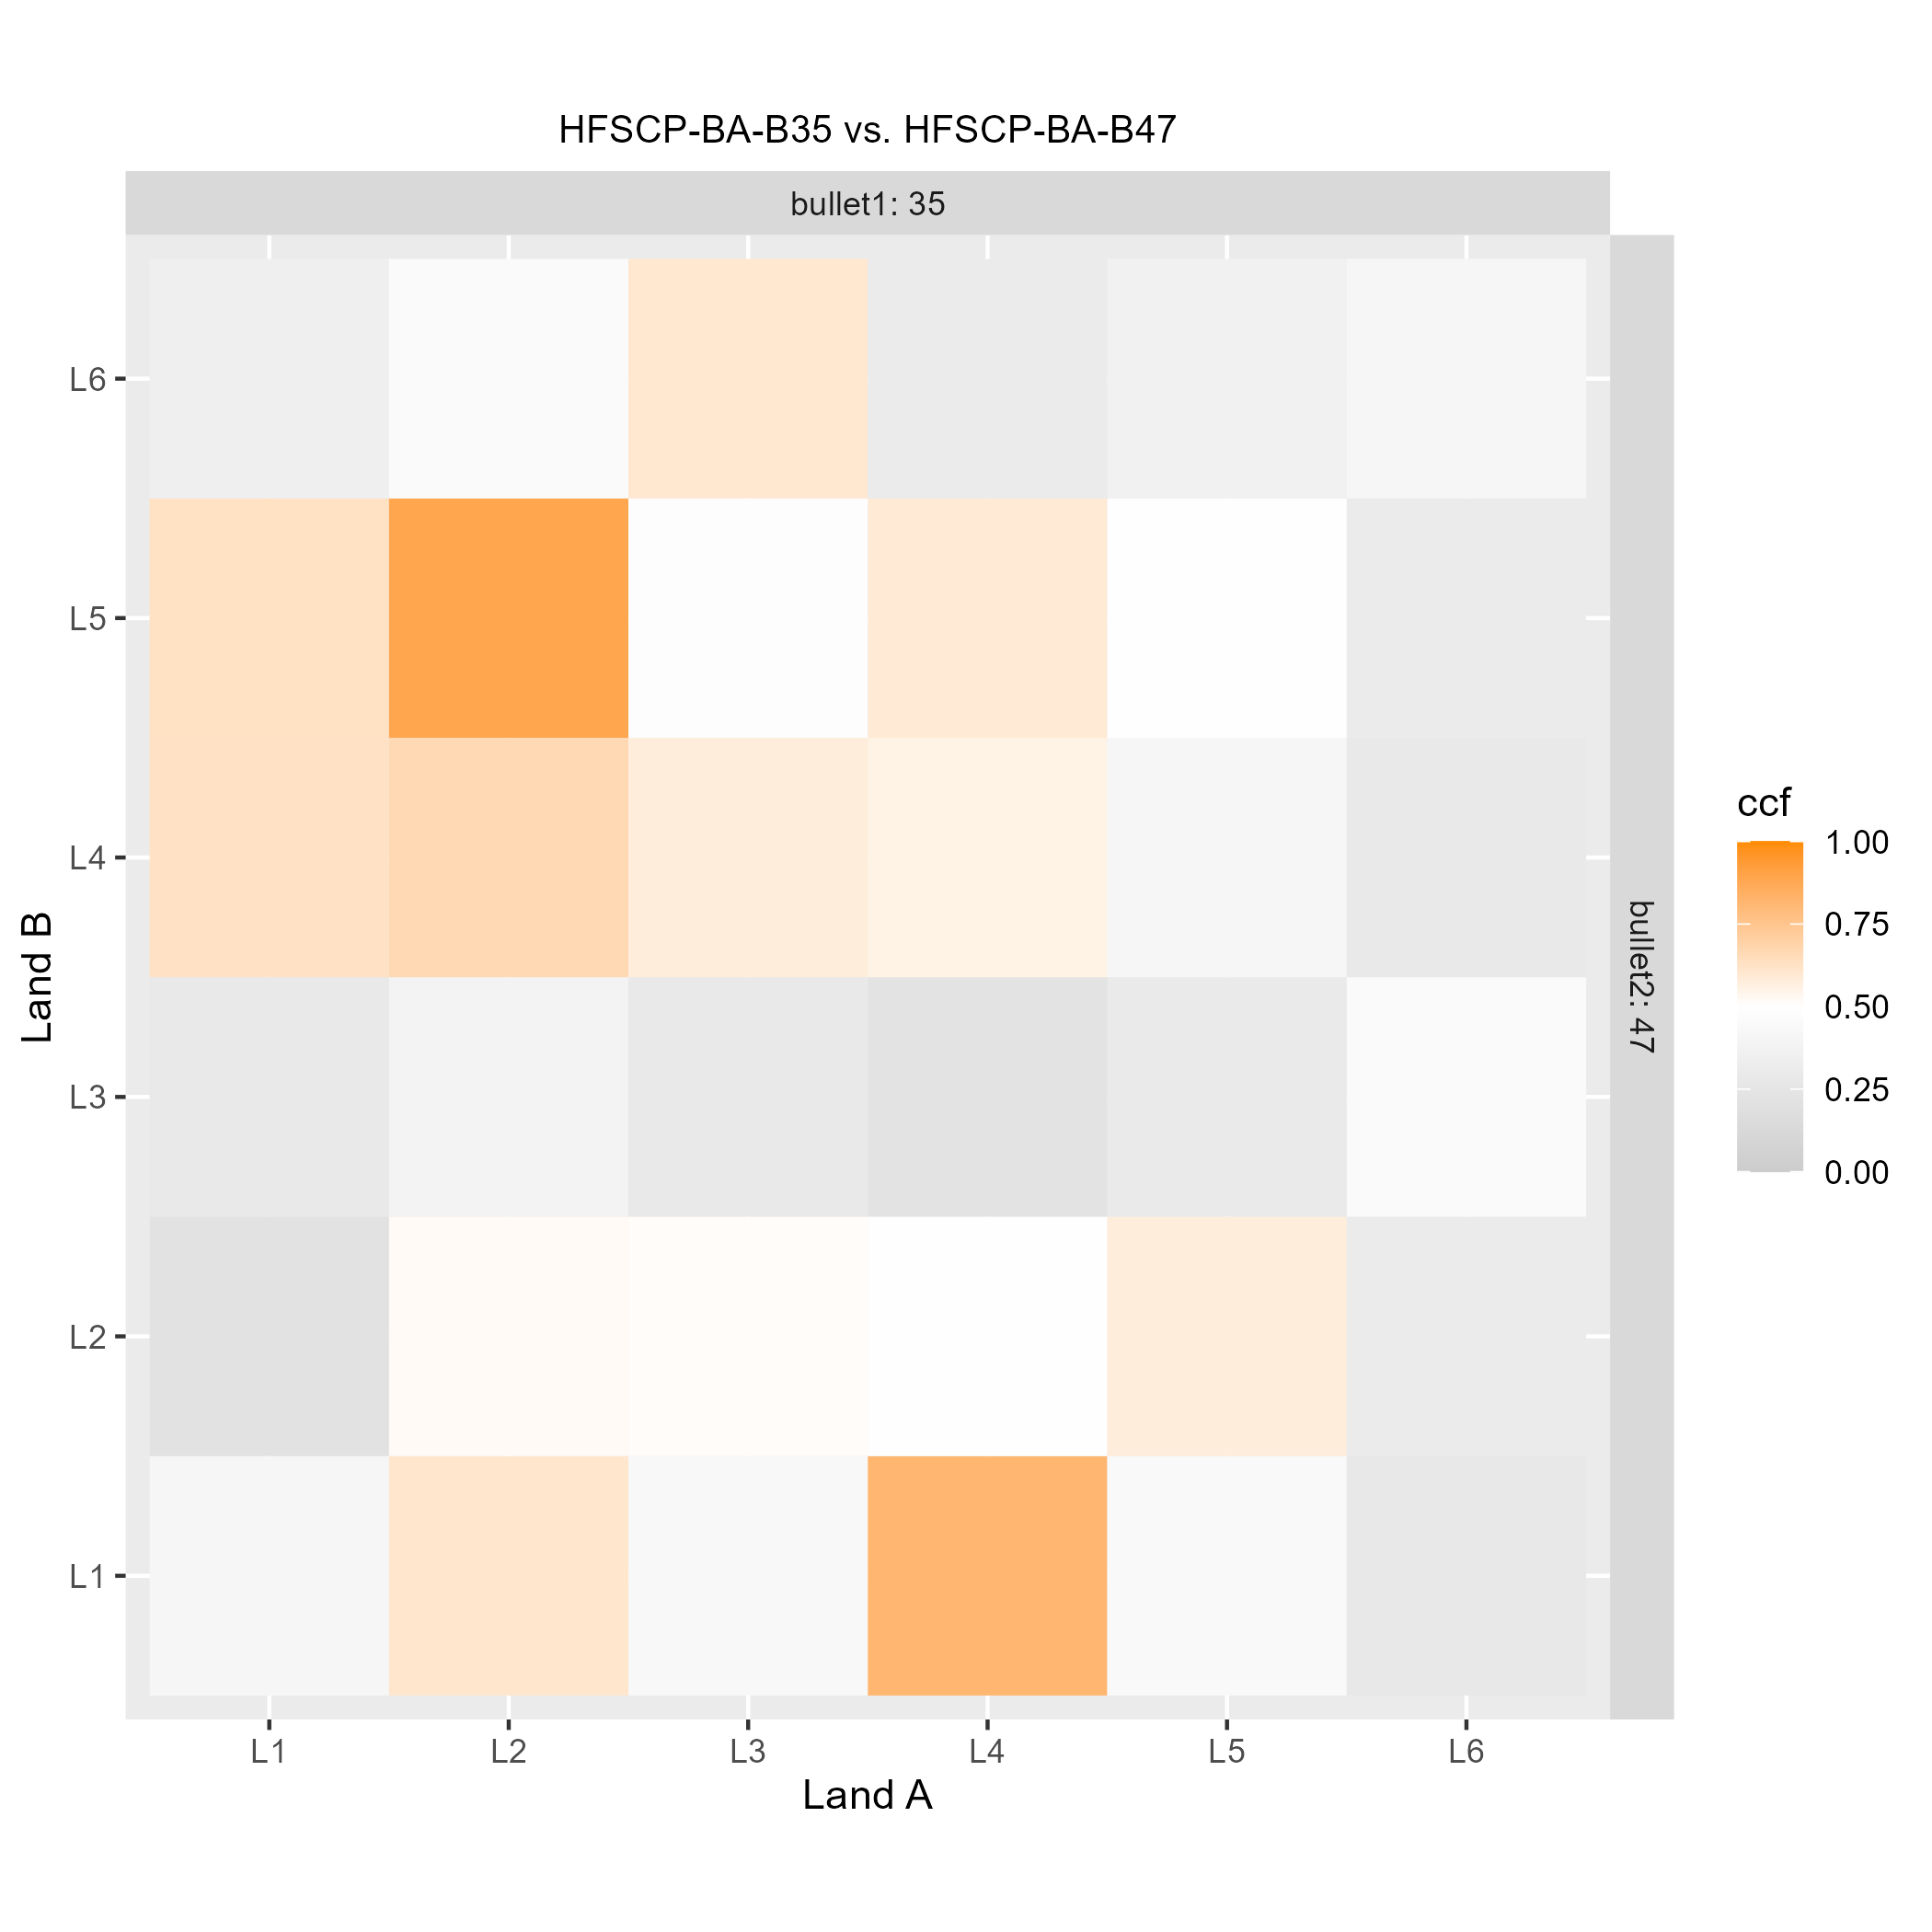 HFSCP-BA-B35 vs. HFSCP-BA-B47
bullet1: 35
L6
L5
L4
L3
L2
L1
Land B
bullet2: 47
ccf
1.00
0.75
0.50
0.25
0.00
L1
L2
L3
L4
L5
L6
Land A